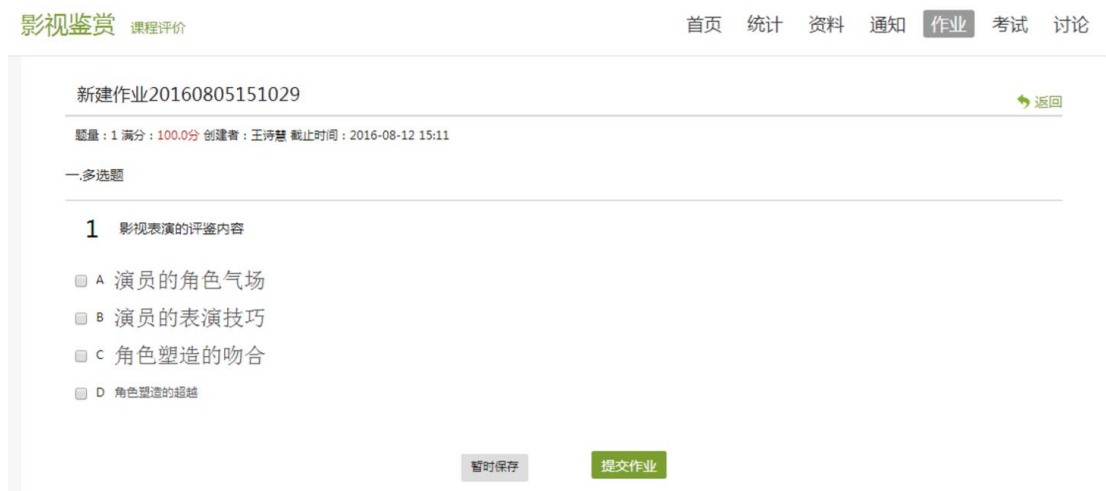 影视鉴赏 课程评价 首页 统计 资料 通知 作业 考试 讨论
新建作业20160805151029 返回
题量：1 满分：100.0分 创建者：王诗慧 截止时间：2016-08-12 15:11
一.多选题
1 影视表演的评鉴内容
A 演员的角色气场
B 演员的表演技巧
C 角色塑造的吻合
D 角色塑造的超越
暂时保存 提交作业